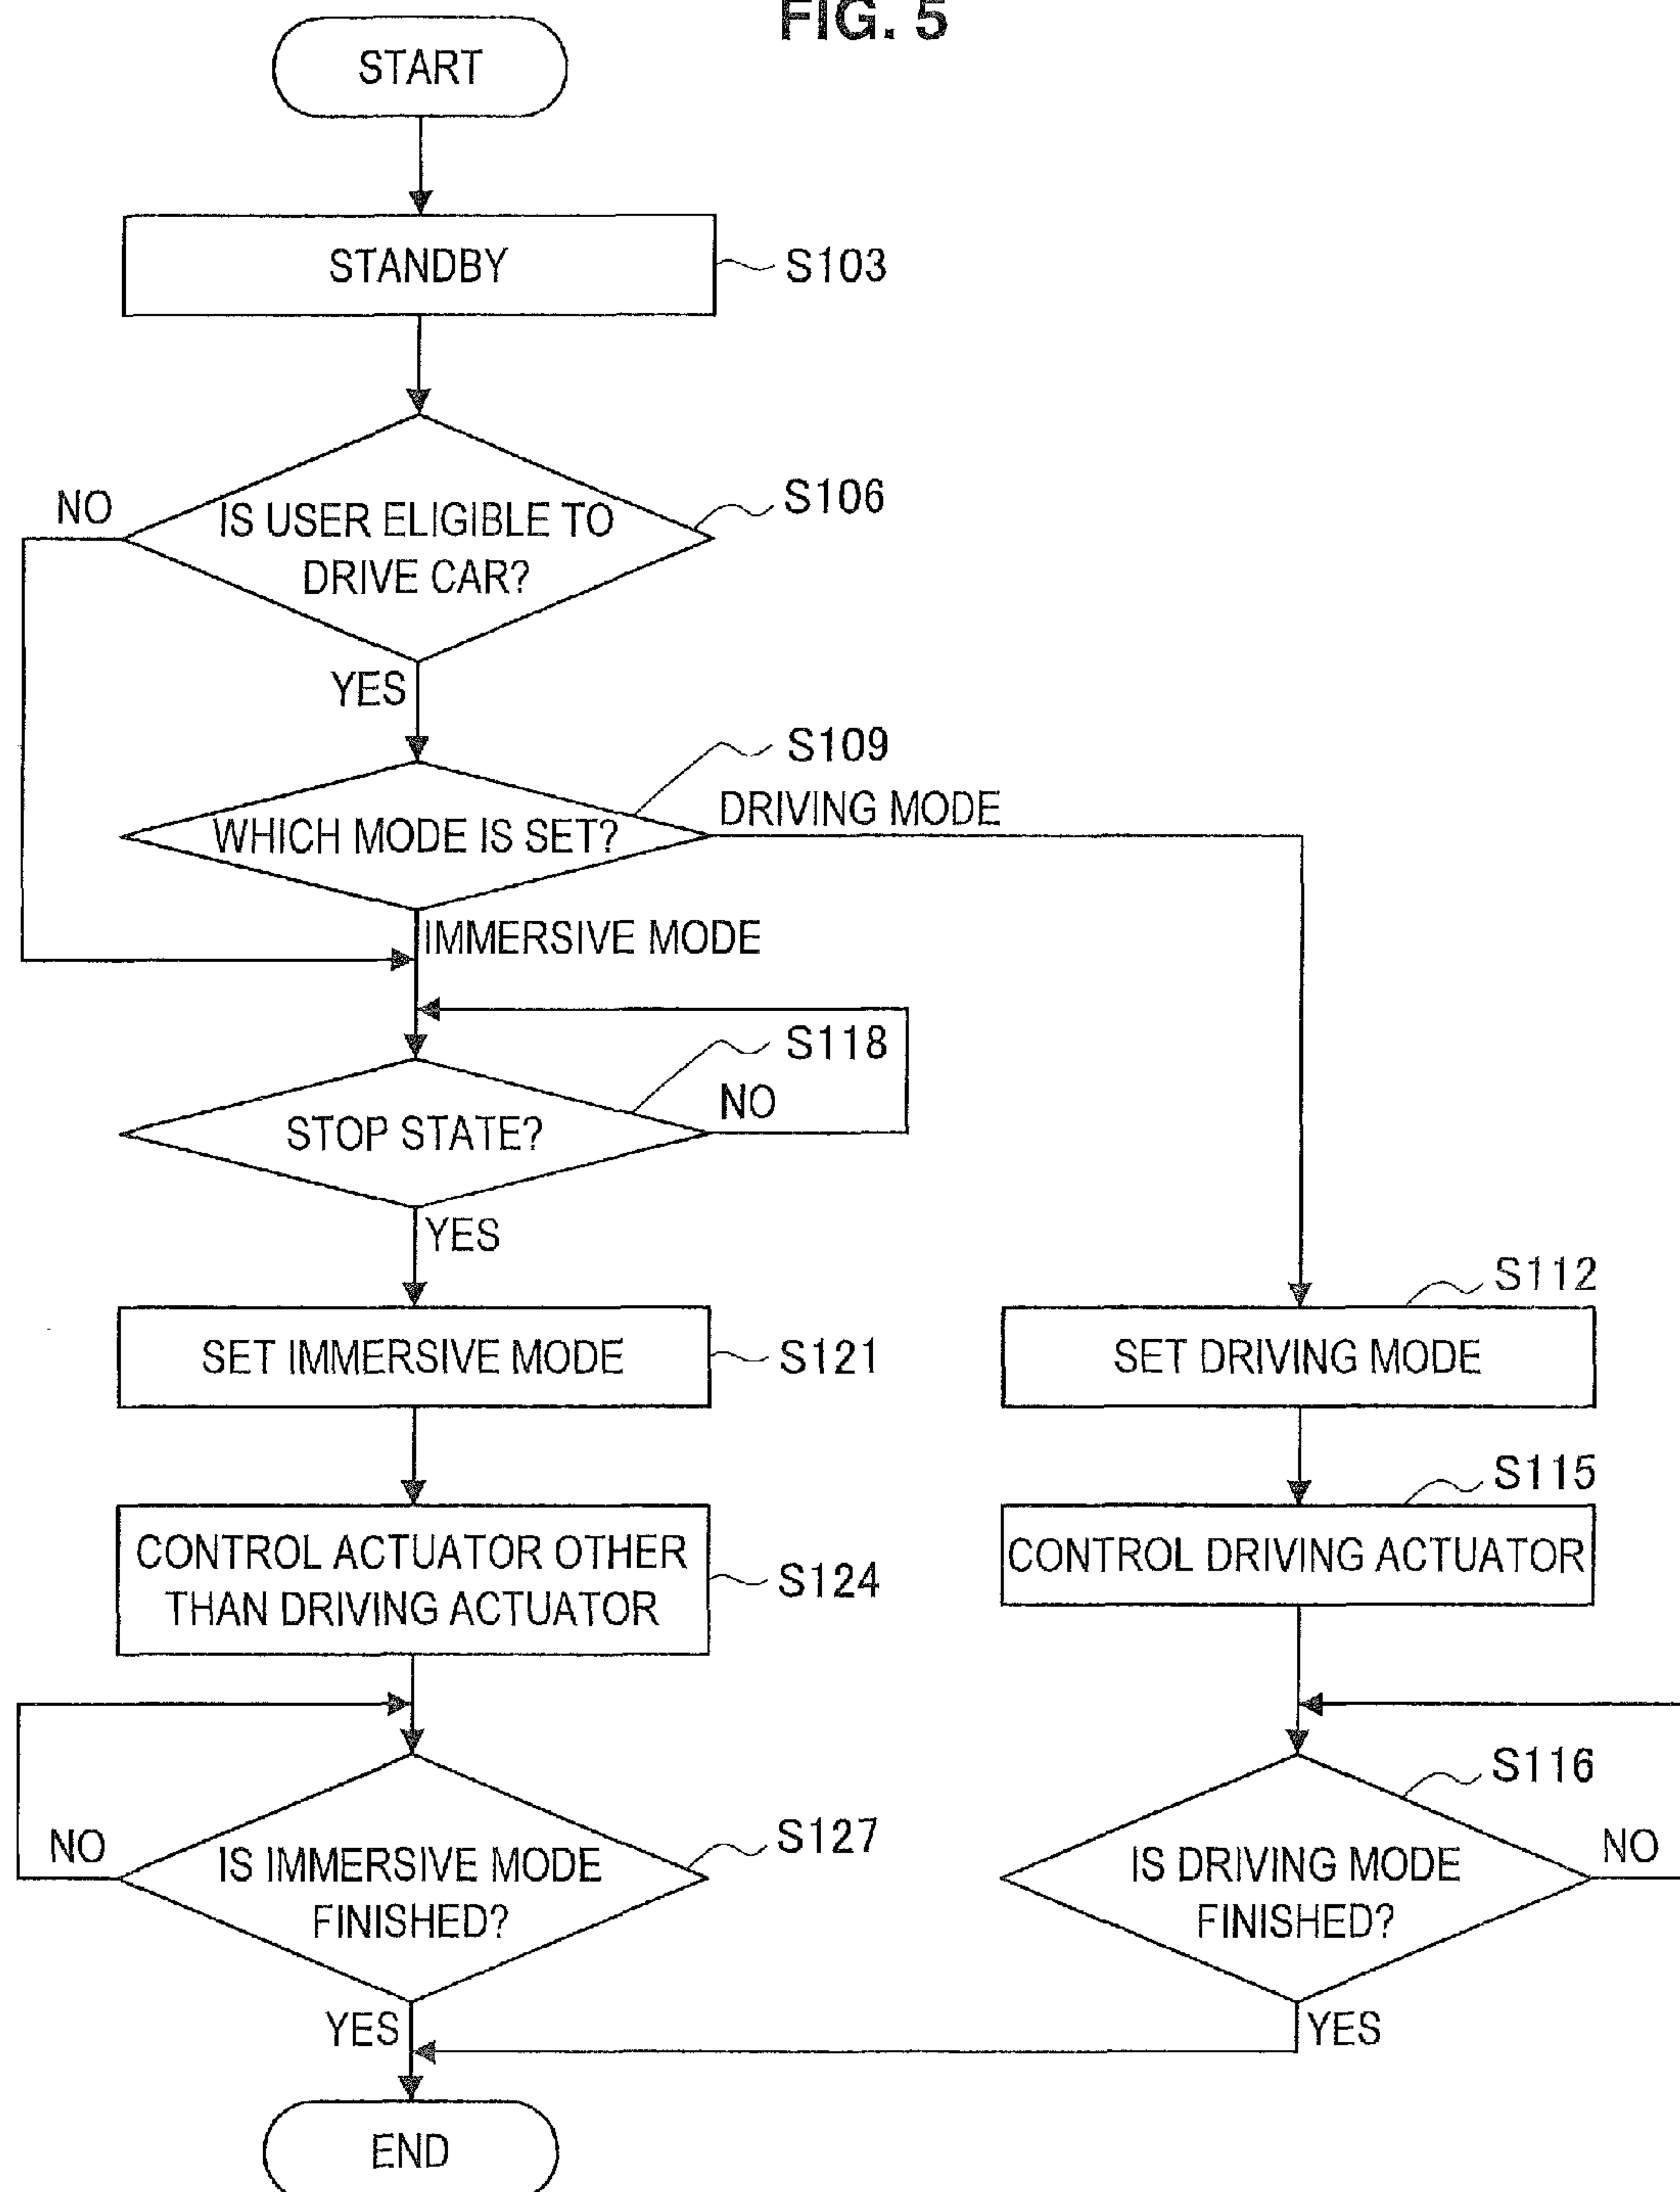 FIG. 5
START
STANDBY
S103
NO
IS USER ELIGIBLE TO
DRIVE CAR?
S106
YES
S109
WHICH MODE IS SET?
DRIVING MODE
IMMERSIVE MODE
S118
STOP STATE?
NO
YES
SET IMMERSIVE MODE
S121
S112
SET DRIVING MODE
CONTROL ACTUATOR OTHER
THAN DRIVING ACTUATOR
S124
S115
CONTROL DRIVING ACTUATOR
NO
IS IMMERSIVE MODE
FINISHED?
S127
S116
IS DRIVING MODE
FINISHED?
NO
YES
YES
END